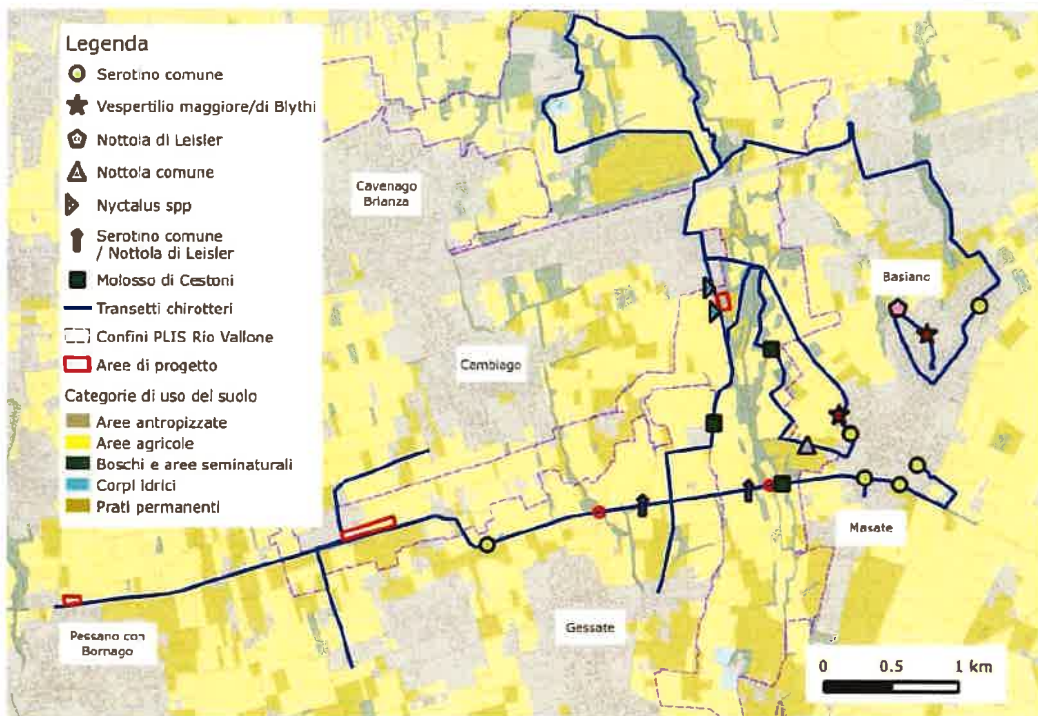 Legenda
Serotino comune
Vespertilio maggiore/di Blythi
Nottola di Leisler
Nottola comune
Nyctalus spp
Serotino comune
/ Nottola di Leisler
Molosso di Cestoni
Transetti chirotteri
Confini PLIS Rio Vallone
Aree di progetto
Categorie di uso del suolo
Aree antropizzate
Aree agricole
Boschi e aree seminaturali
Corpi idrici
Prati permanenti
Cavenago
Brianza
Basiano
Cambiago
Masate
Gessate
Pessano con
Bornago
0 0.5 1 km